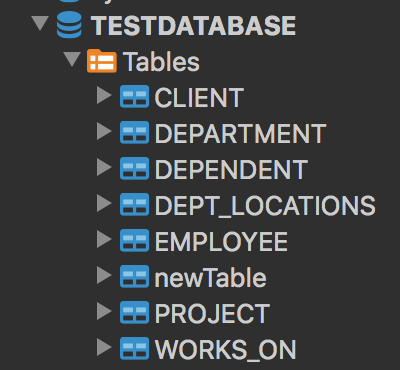 TESTDATABASE
Tables
CLIENT
DEPARTMENT
DEPENDENT
DEPT_LOCATIONS
EMPLOYEE
newTable
PROJECT
WORKS_ON